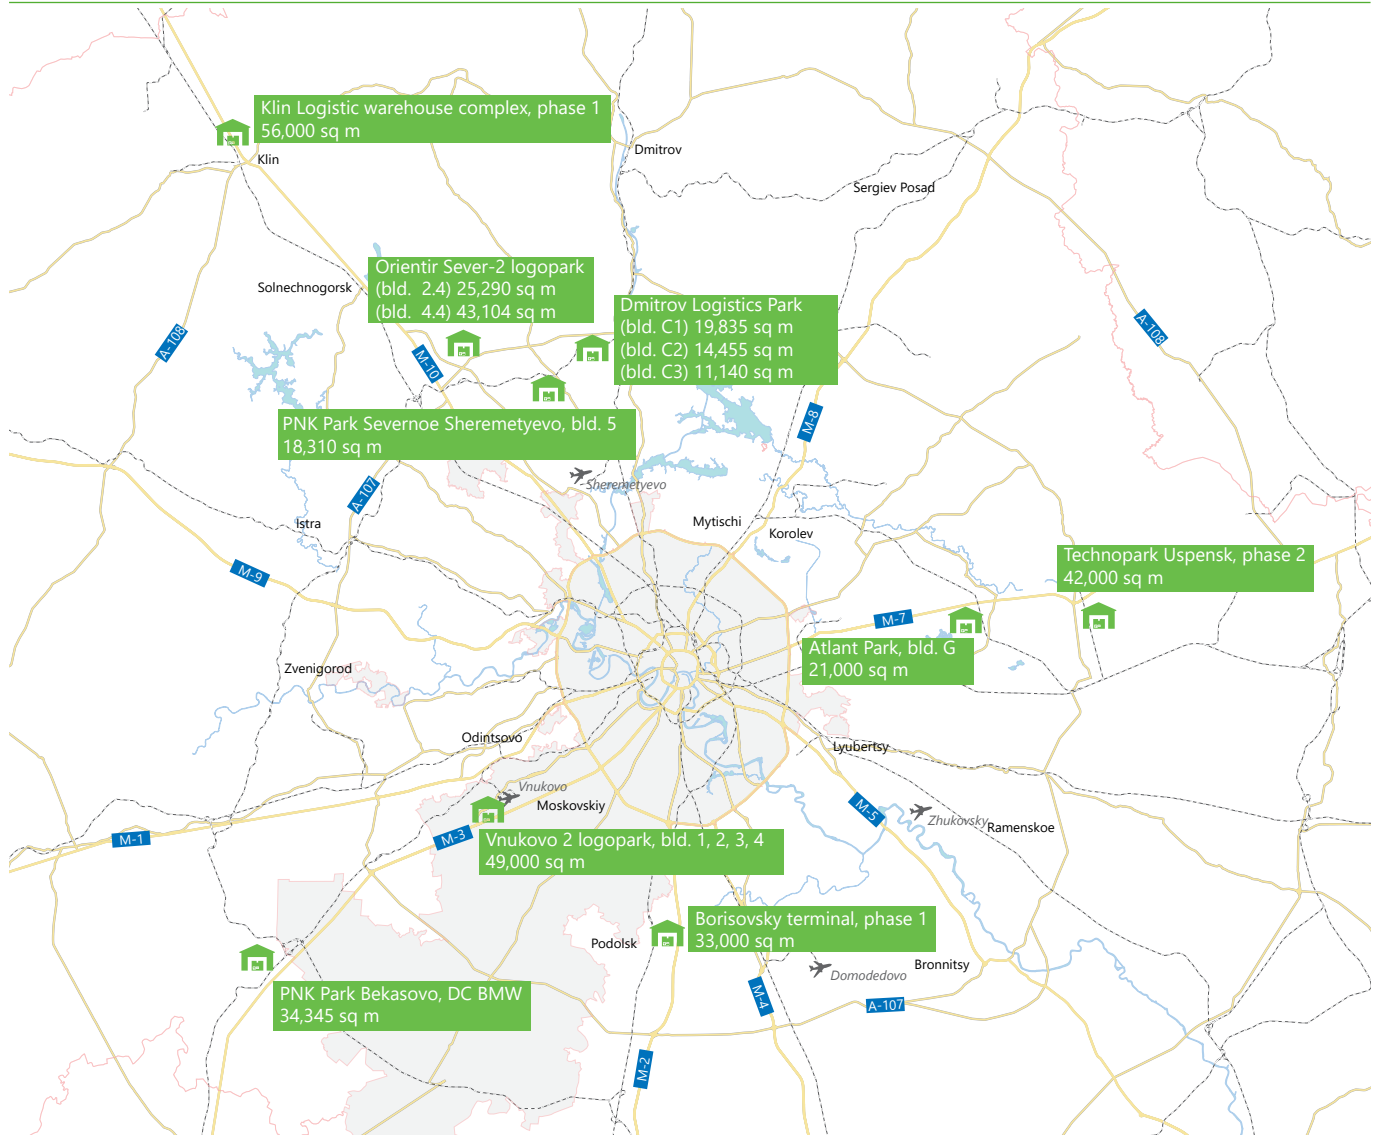 Klin Logistic warehouse complex, phase 1
56,000 sq m
Klin
Dmitrov
Sergiev Posad
Orientir Sever-2 logopark
(bld. 2.4) 25,290 sq m
(bld. 4.4) 43,104 sq m
Solnechnogorsk
Dmitrov Logistics Park
(bld. C1) 19,835 sq m
(bld. C2) 14,455 sq m
(bld. C3) 11,140 sq m
A-108
A-108
M-10
M-8
PNK Park Severnoe Sheremetyevo, bld. 5
18,310 sq m
Sheremetyevo
A-107
Istra
Mytischi
Korolev
M-9
Technopark Uspensk, phase 2
42,000 sq m
M-7
Atlant Park, bld. G
21,000 sq m
Zvenigorod
Odintsovo
Lyubertsy
Vnukovo
Moskovskiy
M-5
Zhukovsky
Ramenskoe
M-1
M-3
Vnukovo 2 logopark, bld. 1, 2, 3, 4
49,000 sq m
Borisovsky terminal, phase 1
33,000 sq m
Podolsk
Domodedovo
Bronnitsy
PNK Park Bekasovo, DC BMW
34,345 sq m
M-4
A-107
M-2